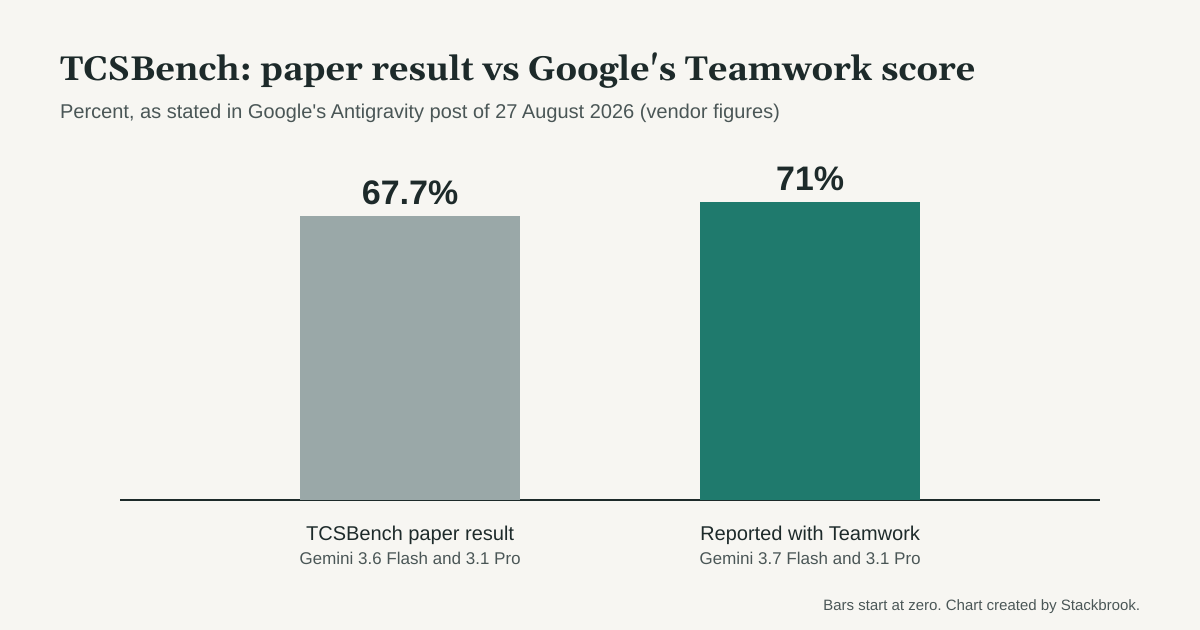 TCSBench: paper result vs Google's Teamwork score
Percent, as stated in Google's Antigravity post of 27 August 2026 (vendor figures)
67.7%
71%
TCSBench paper result
Gemini 3.6 Flash and 3.1 Pro
Reported with Teamwork
Gemini 3.7 Flash and 3.1 Pro
Bars start at zero. Chart created by Stackbrook.